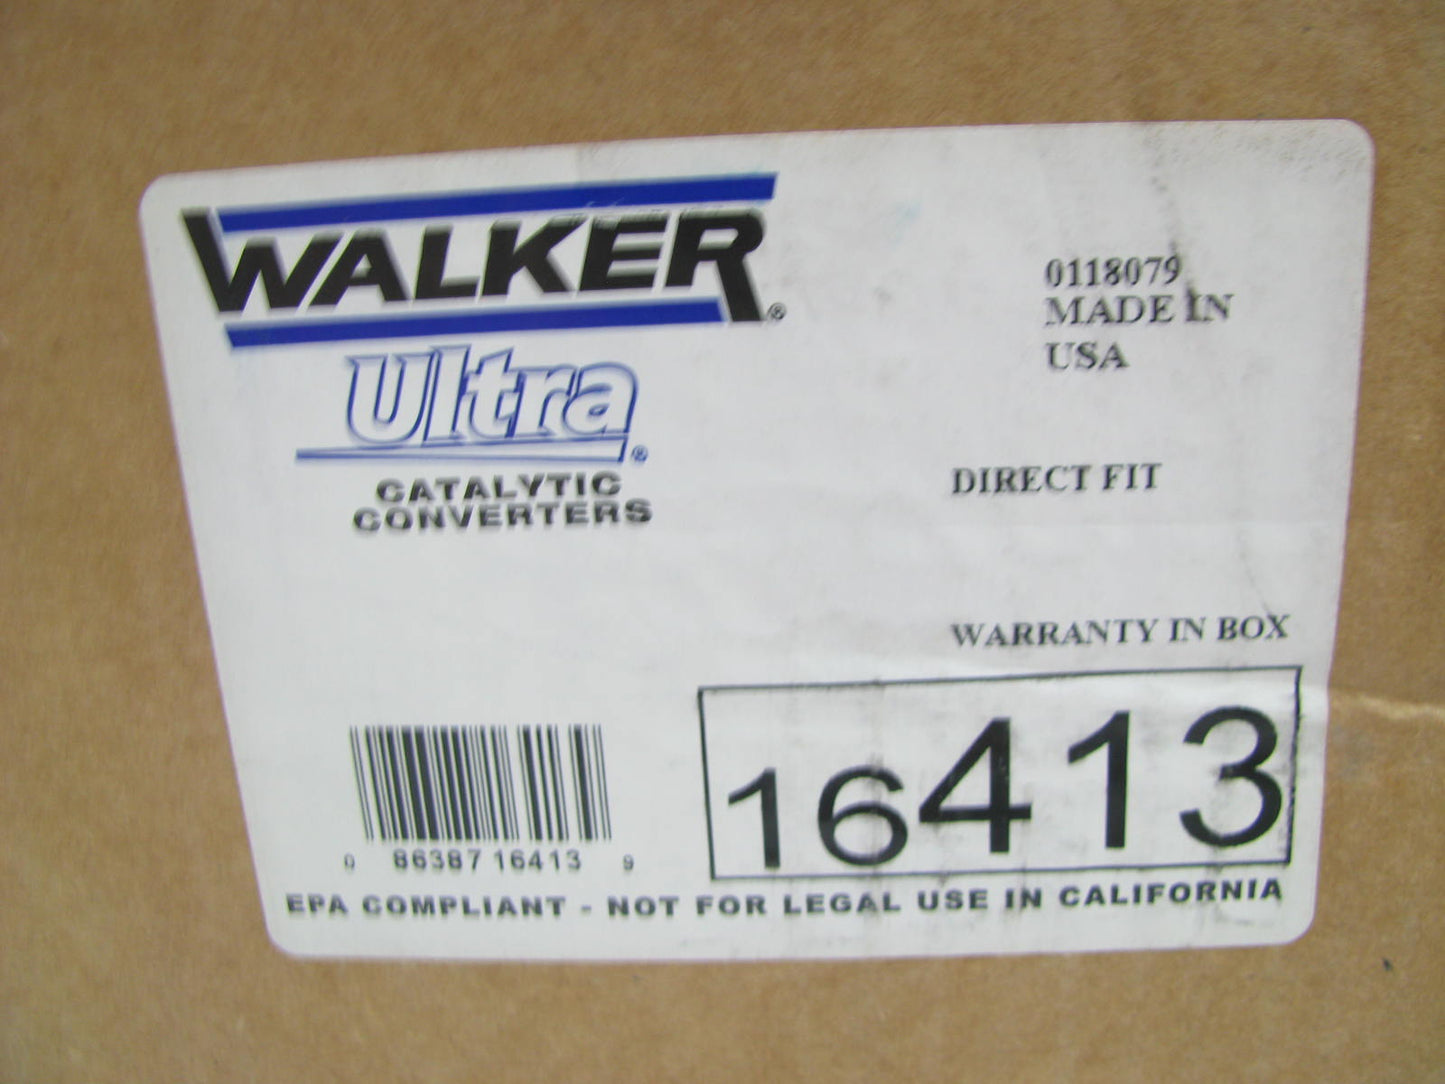 WALKER®
Ultra®
CATALYTIC
CONVERTERS
0118079
MADE IN
USA
DIRECT FIT
WARRANTY IN BOX
16413
0 86387 16413 9
EPA COMPLIANT - NOT FOR LEGAL USE IN CALIFORNIA